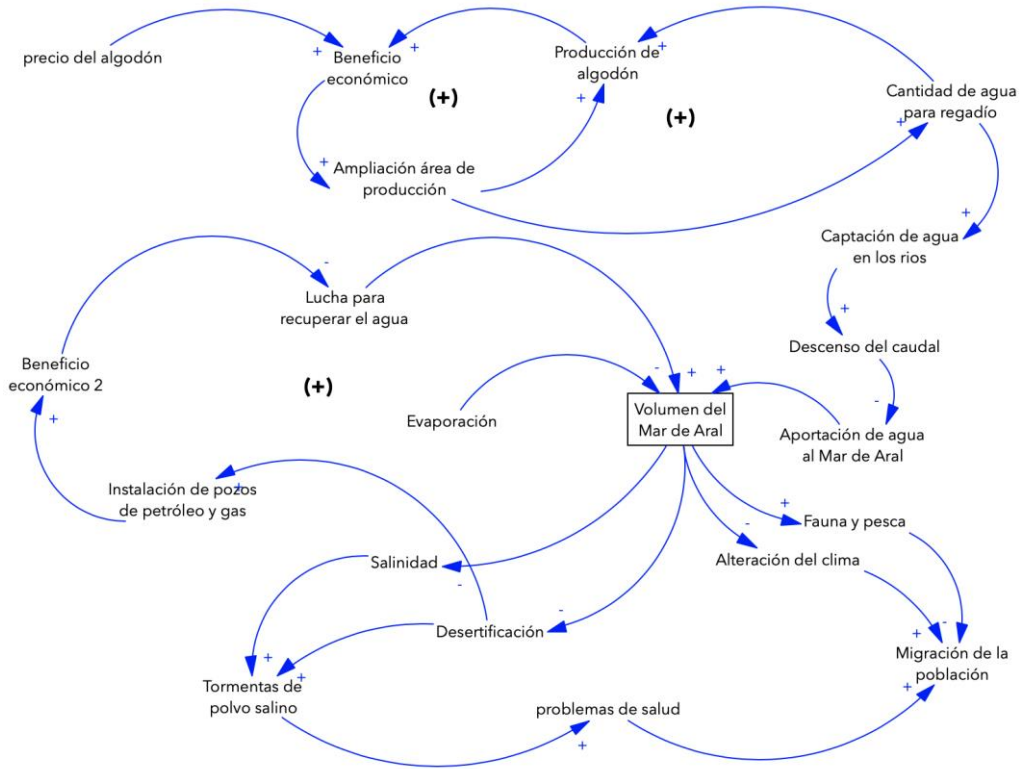 precio del algodón
+
Beneficio
económico
+
Producción de
algodón
+
Cantidad de agua
para regadío
(+)
(+)
+
+
+
Ampliación área de
producción
+
Captación de agua
en los rios
-
Lucha para
recuperar el agua
+
Descenso del caudal
Beneficio
económico 2
+
(+)
-
+
+
-
Evaporación
Volumen del
Mar de Aral
Aportación de agua
al Mar de Aral
Instalación de pozos
de petróleo y gas
+
+
Fauna y pesca
-
Alteración del clima
Salinidad
-
-
Desertificación
+
-
Migración de la
población
+
+
Tormentas de
polvo salino
+
problemas de salud
+